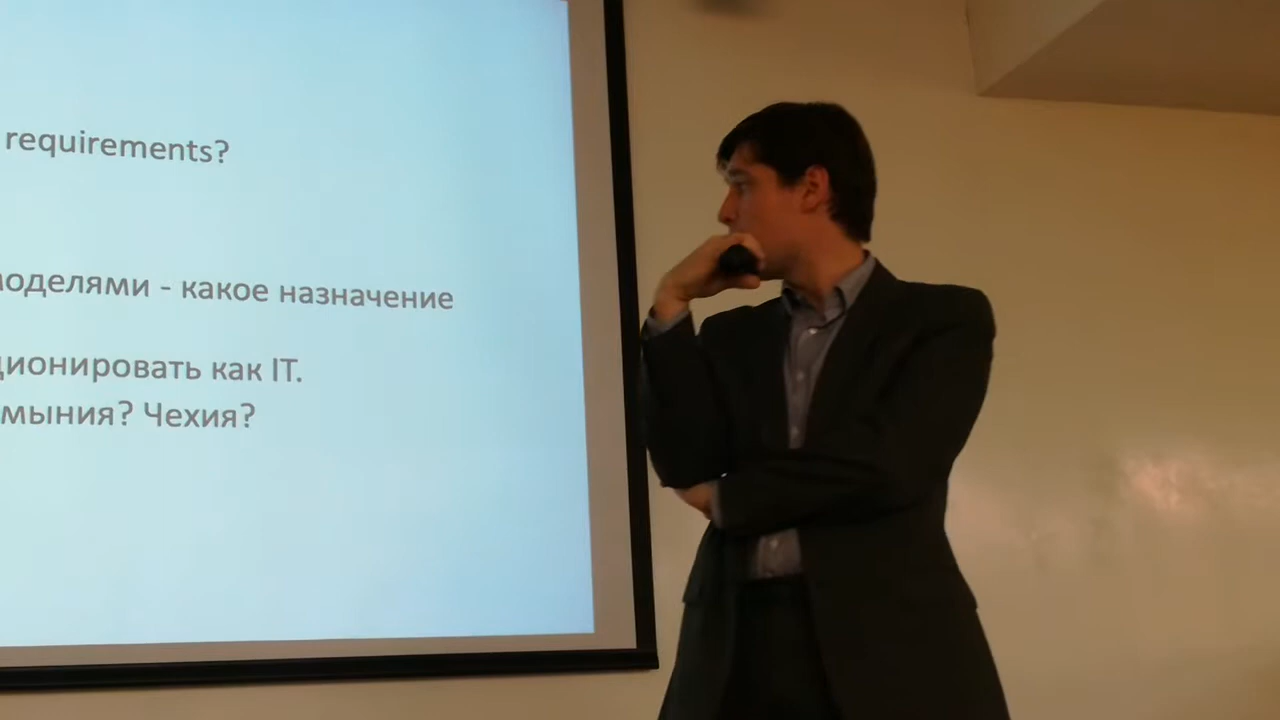 requirements?
моделями - какое назначение
ционировать как IT.
мыния? Чехия?